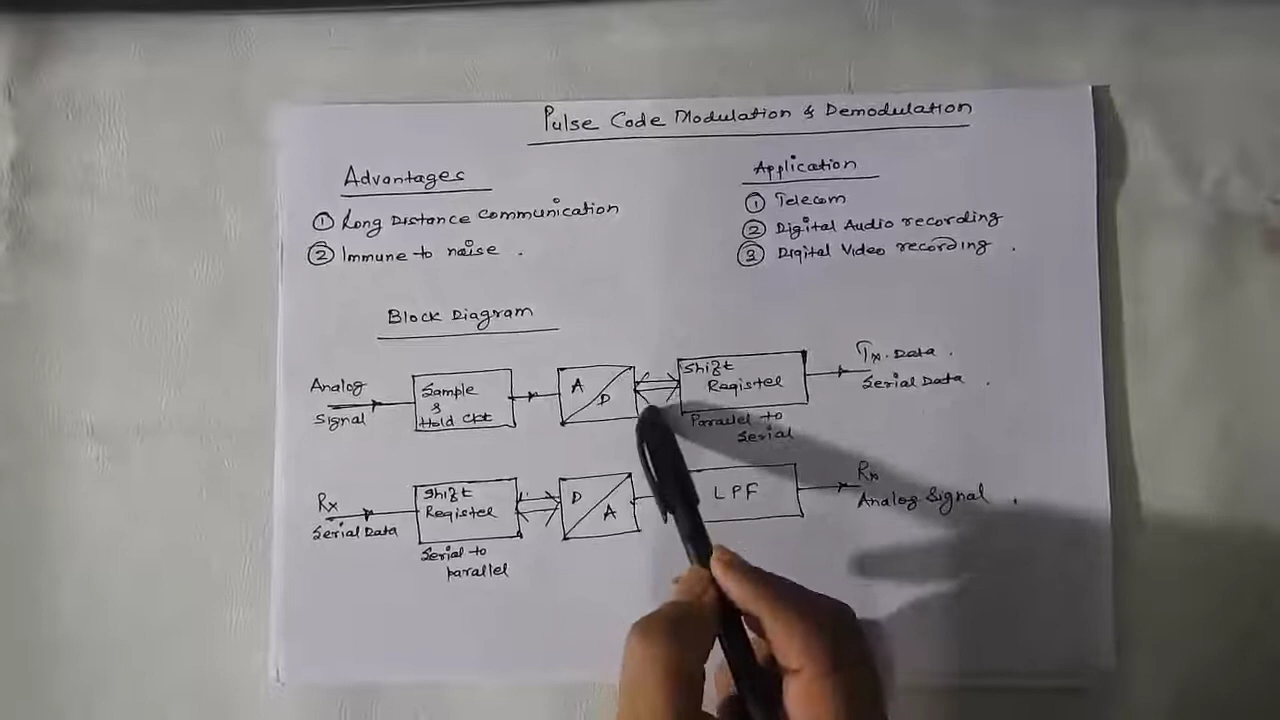 Pulse Code Modulation & Demodulation
Advantages
① Long Distance Communication
② Immune to noise .
Application
① Telecom
② Digital Audio recording
③ Digital Video recording .
Block Diagram
Analog
Signal
Sample
&
Hold Ckt
A
D
Shift
Register
Parallel to
Serial
Tx. Data .
Serial Data .
Rx
Serial Data
Shift
Register
Serial to
parallel
D
A
LPF
Rx
Analog Signal .